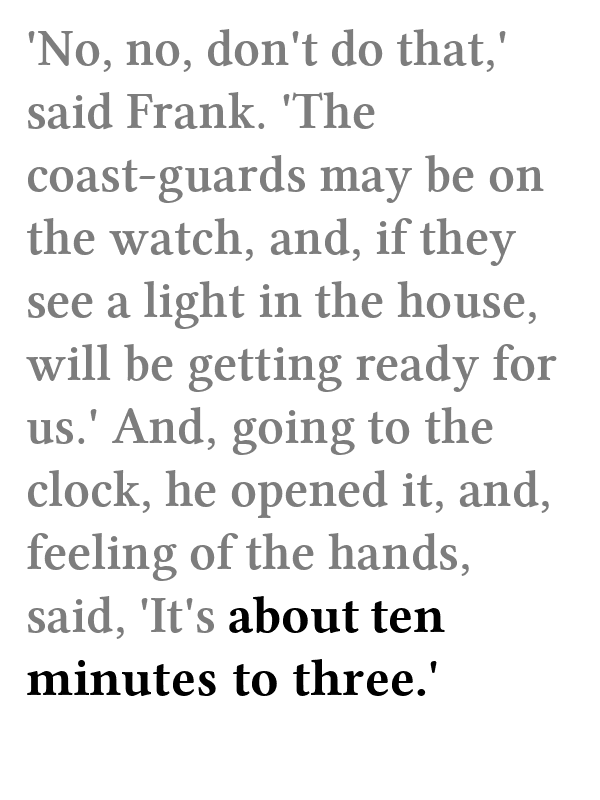 'No, no, don't do that,'
said Frank. 'The
coast-guards may be on
the watch, and, if they
see a light in the house,
will be getting ready for
us.' And, going to the
clock, he opened it, and,
feeling of the hands,
said, 'It's about ten
minutes to three.'